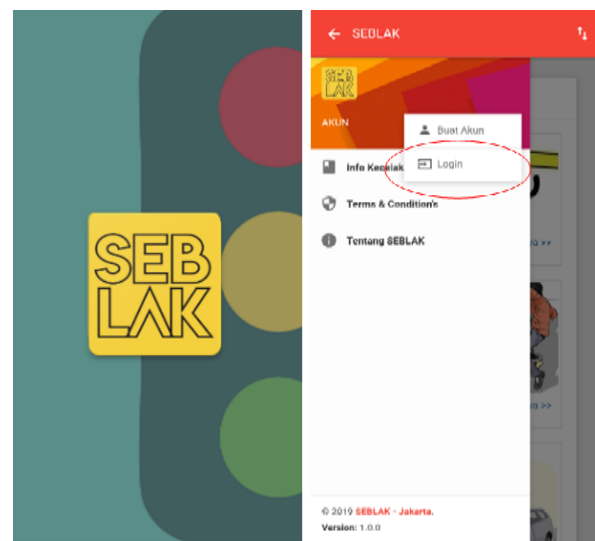 SEB
LAK
SEBLAK
SEB
LAK
AKUN
Buat Akun
Login
Info Kecelak
Terms & Condition's
Tentang SEBLAK
>>
>>
© 2019 SEBLAK - Jakarta.
Version: 1.0.0